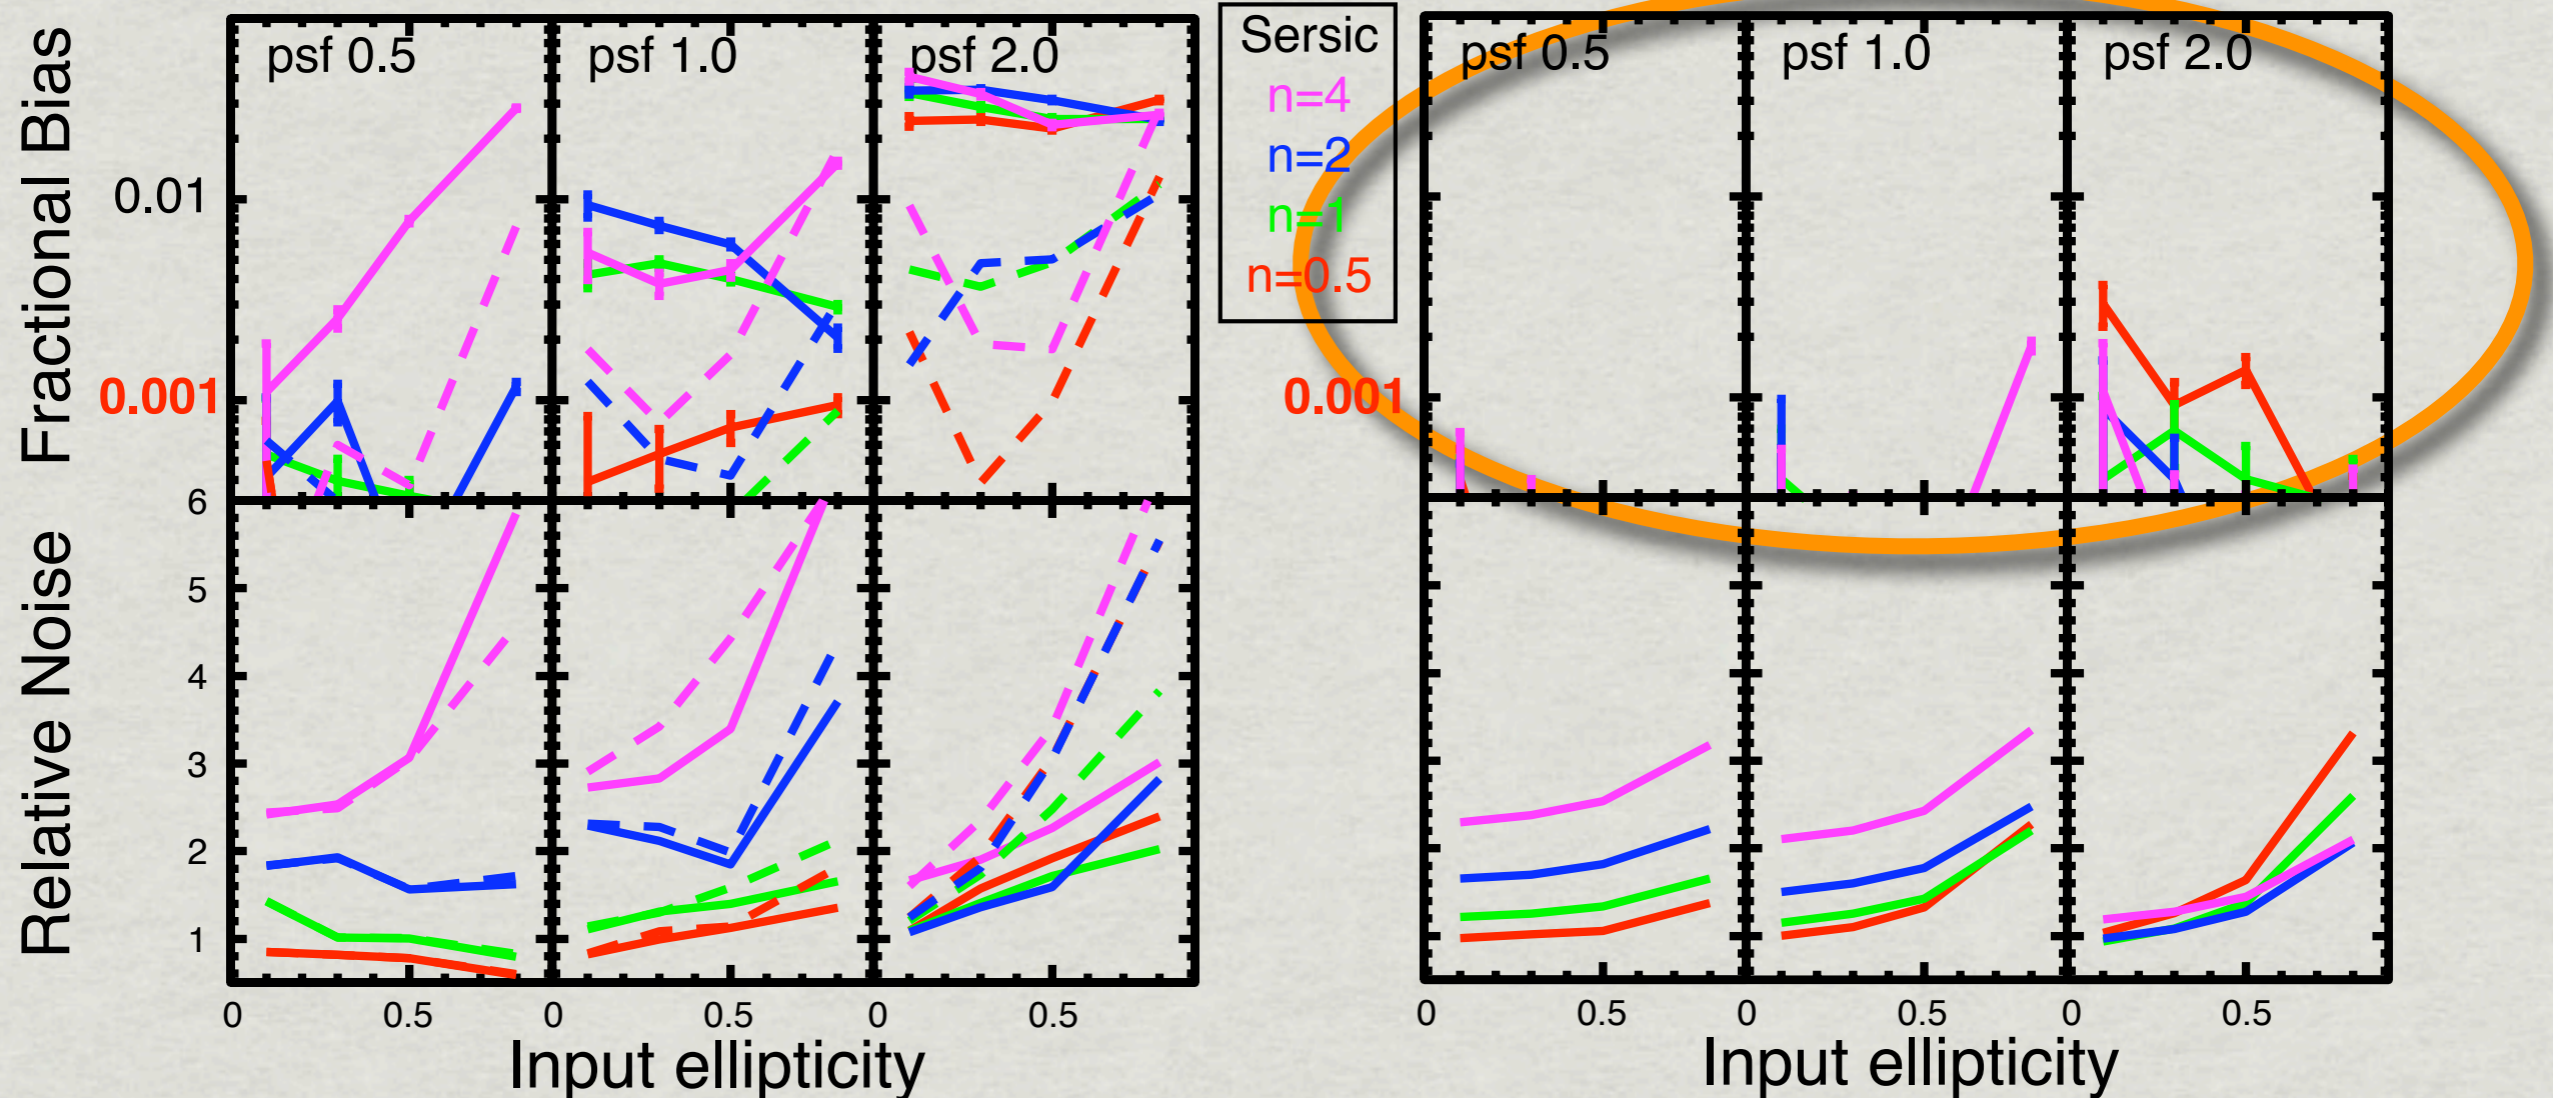 Fractional Bias
Relative Noise
psf 0.5
psf 1.0
psf 2.0
0.01
0.001
6
5
4
3
2
1
0
0.5
0
0.5
0
0.5
Input ellipticity
Sersic
n=4
n=2
n=1
n=0.5
psf 0.5
psf 1.0
psf 2.0
0.001
0
0.5
0
0.5
0
0.5
Input ellipticity